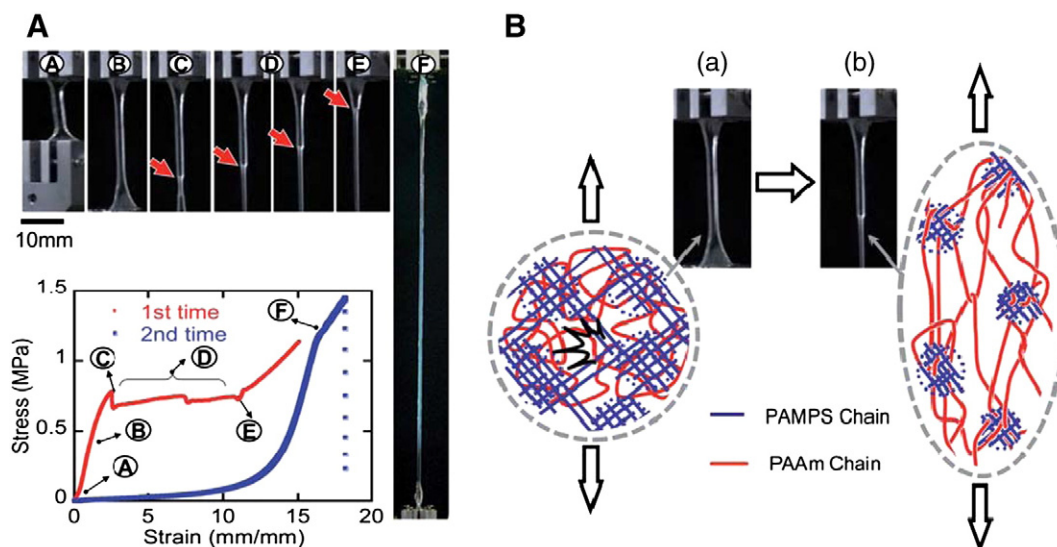 A
B
A
B
C
D
E
F
10mm
(a)
(b)
1.5
1
0.5
0
Stress (MPa)
1st time
2nd time
C
D
F
B
E
A
0
5
10
15
20
Strain (mm/mm)
PAMPS Chain
PAAm Chain